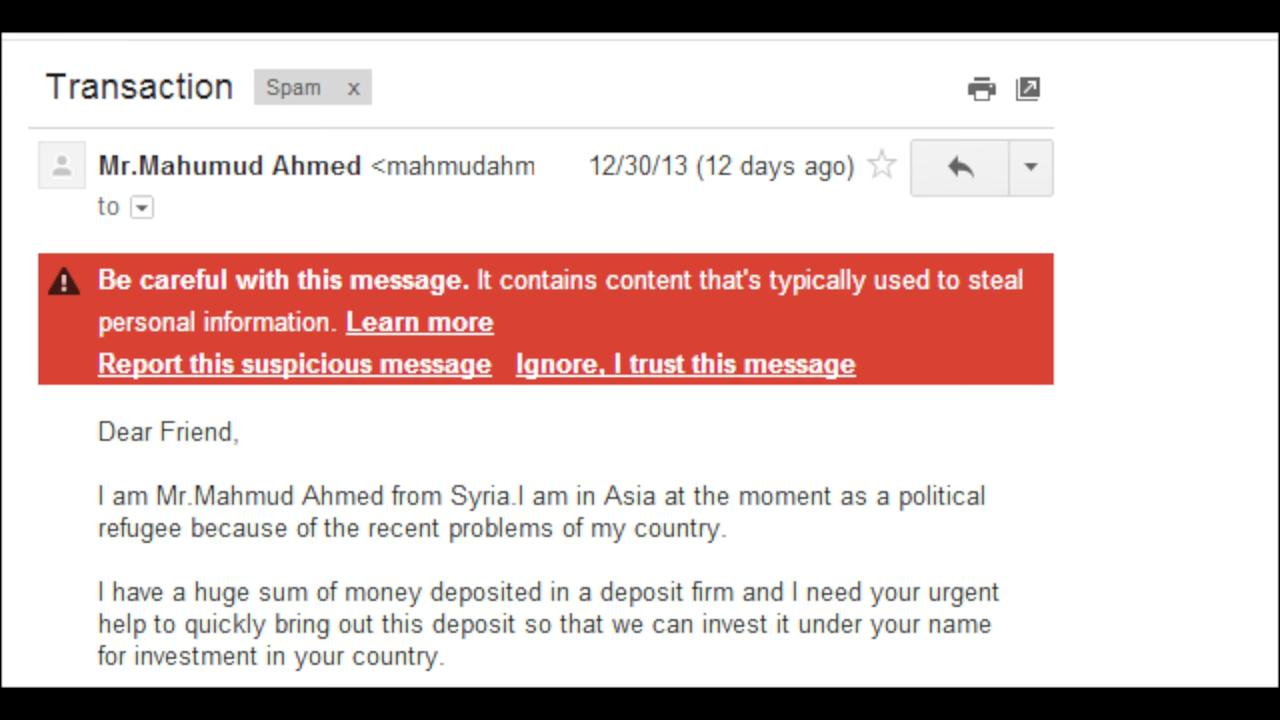 Transaction Spam x
Mr.Mahumud Ahmed <mahmudahm 12/30/13 (12 days ago)
to
Be careful with this message. It contains content that's typically used to steal
personal information. Learn more
Report this suspicious message Ignore, I trust this message
Dear Friend,
I am Mr.Mahmud Ahmed from Syria.I am in Asia at the moment as a political
refugee because of the recent problems of my country.
I have a huge sum of money deposited in a deposit firm and I need your urgent
help to quickly bring out this deposit so that we can invest it under your name
for investment in your country.